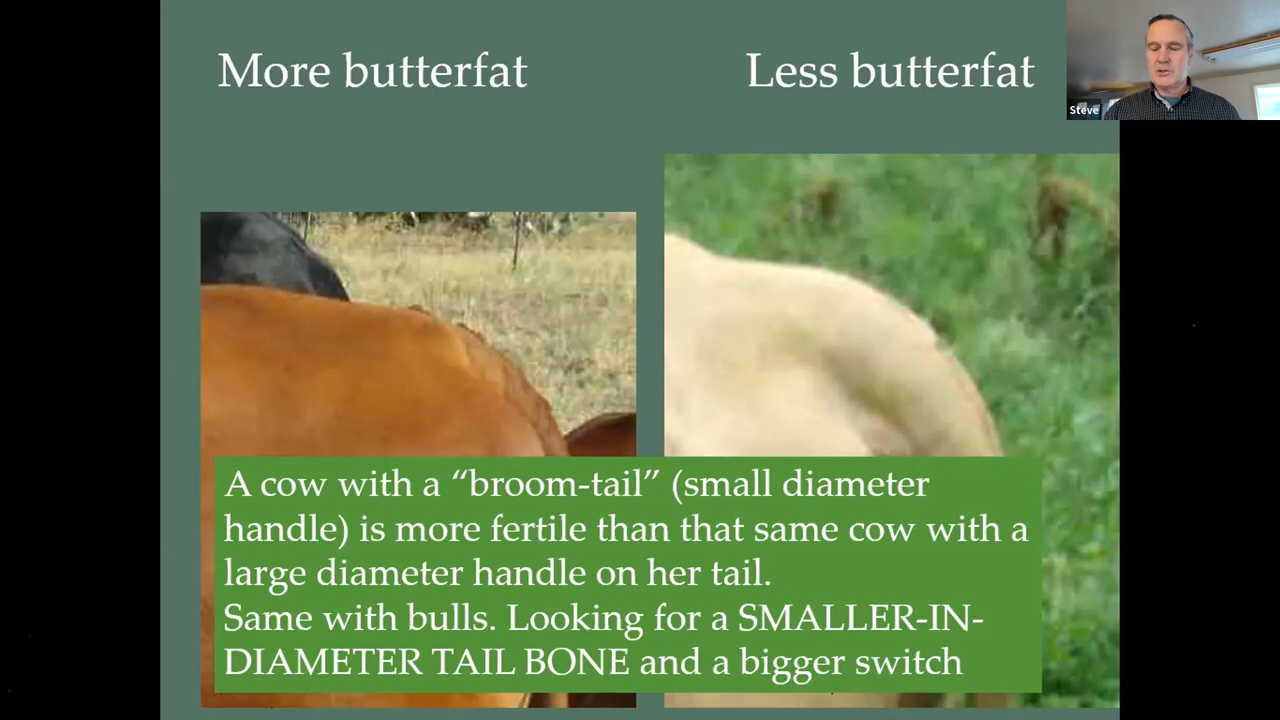 More butterfat
Less butterfat
Steve
A cow with a “broom-tail” (small diameter
handle) is more fertile than that same cow with a
large diameter handle on her tail.
Same with bulls. Looking for a SMALLER-IN-
DIAMETER TAIL BONE and a bigger switch